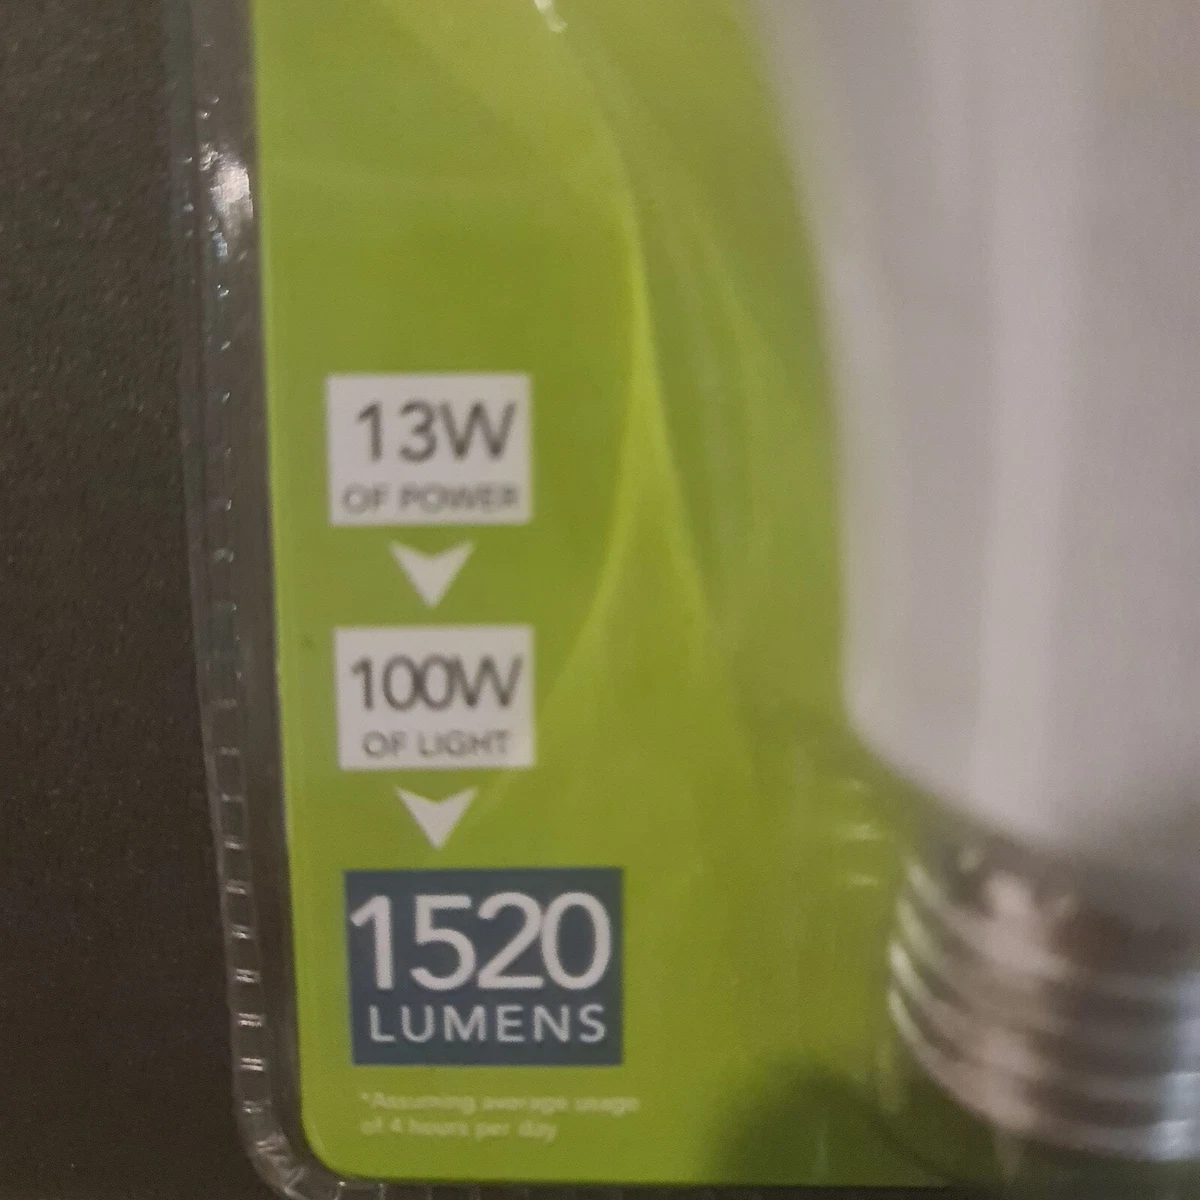 13W
OF POWER
100W
OF LIGHT
1520
LUMENS
*Assuming average usage
of 4 hours per day